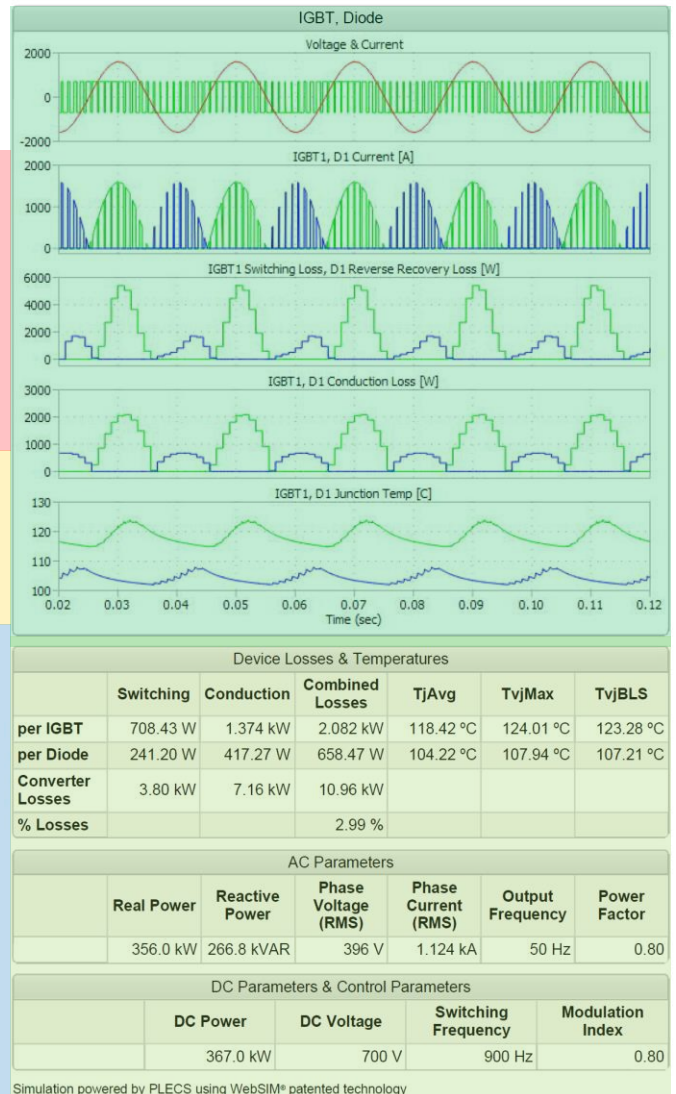 IGBT, Diode
Voltage & Current
2000
0
-2000
IGBT1, D1 Current [A]
2000
1000
0
IGBT1 Switching Loss, D1 Reverse Recovery Loss [W]
6000
4000
2000
0
IGBT1, D1 Conduction Loss [W]
3000
2000
1000
0
IGBT1, D1 Junction Temp [C]
130
120
110
100
0.02 0.03 0.04 0.05 0.06 0.07 0.08 0.09 0.10 0.11 0.12
Time (sec)
Device Losses & Temperatures
Switching Conduction Combined Losses TjAvg TvjMax TvjBLS
per IGBT 708.43 W 1.374 kW 2.082 kW 118.42 ºC 124.01 ºC 123.28 ºC
per Diode 241.20 W 417.27 W 658.47 W 104.22 ºC 107.94 ºC 107.21 ºC
Converter Losses 3.80 kW 7.16 kW 10.96 kW
% Losses 2.99 %
AC Parameters
Real Power Reactive Power Phase Voltage (RMS) Phase Current (RMS) Output Frequency Power Factor
356.0 kW 266.8 kVAR 396 V 1.124 kA 50 Hz 0.80
DC Parameters & Control Parameters
DC Power DC Voltage Switching Frequency Modulation Index
367.0 kW 700 V 900 Hz 0.80
Simulation powered by PLECS using WebSIM® patented technology